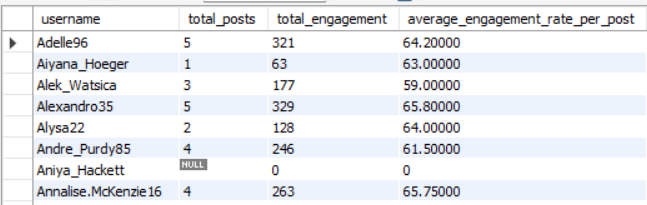 username total_posts total_engagement average_engagement_rate_per_post
Adelle96 5 321 64.20000
Aiyana_Hoeger 1 63 63.00000
Alek_Watsica 3 177 59.00000
Alexandro35 5 329 65.80000
Alysa22 2 128 64.00000
Andre_Purdy85 4 246 61.50000
Aniya_Hackett NULL 0 0
Annalise.McKenzie16 4 263 65.75000